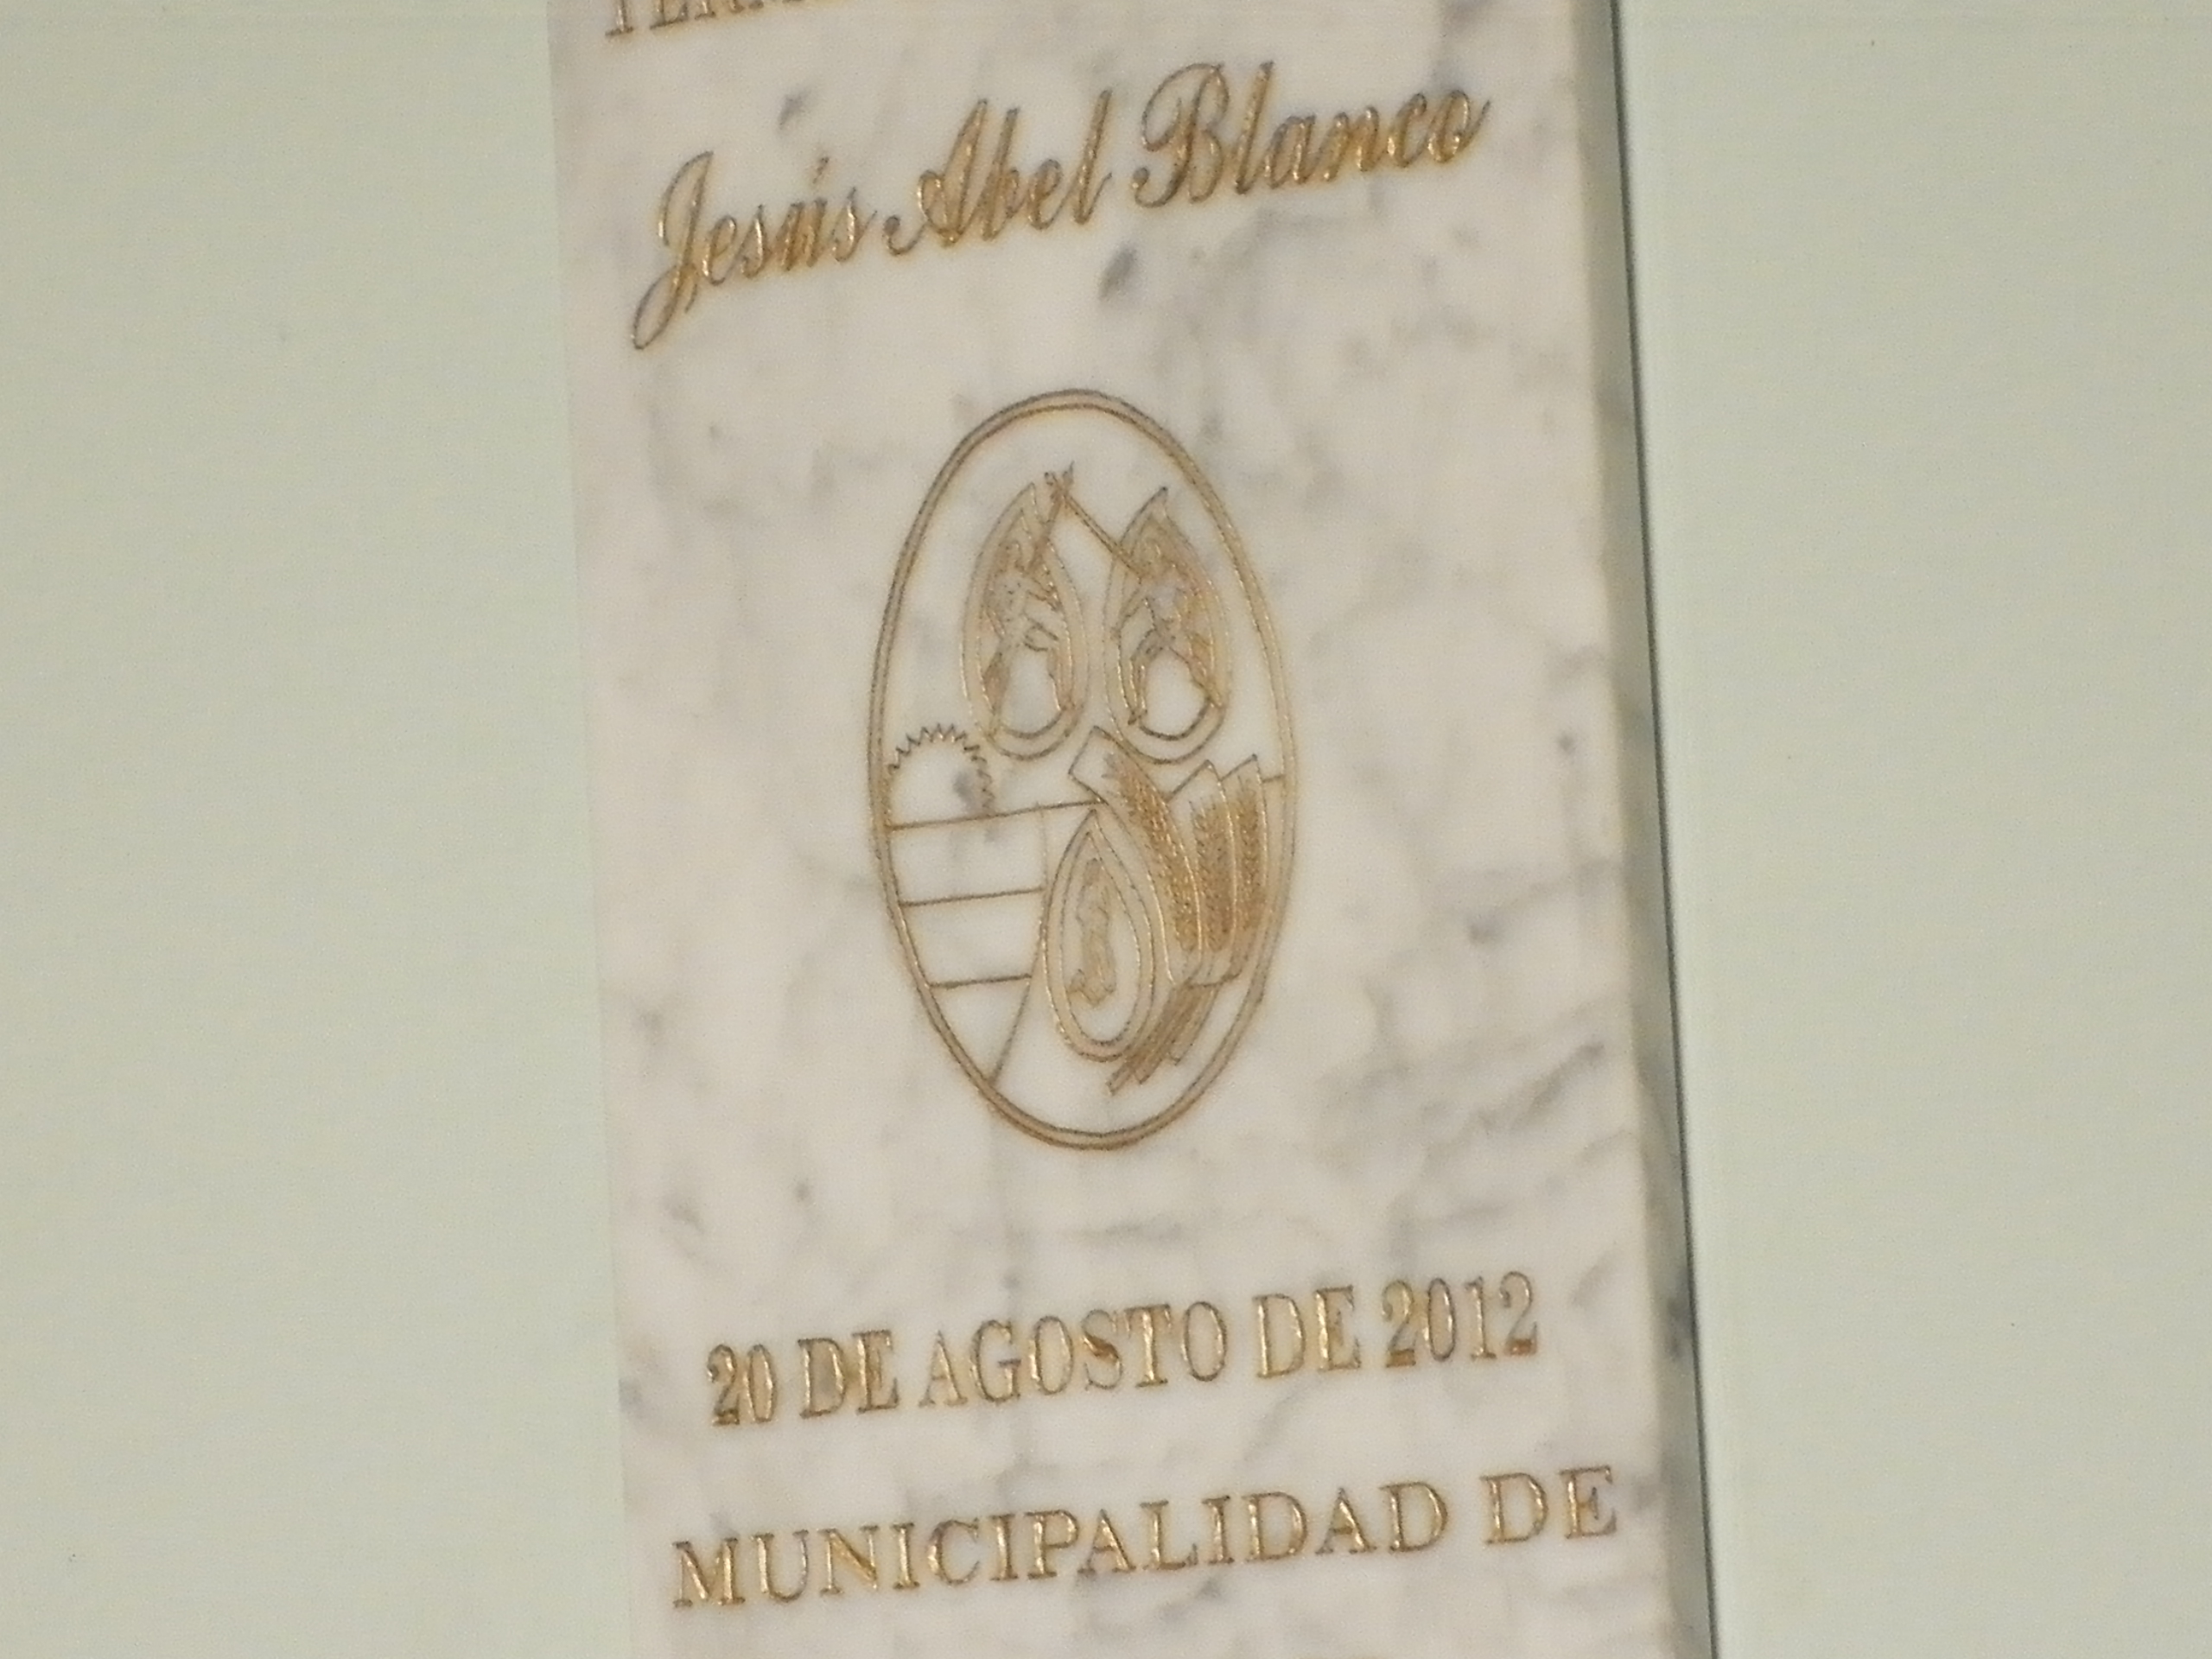 Jesús Abel Blanco
20 DE AGOSTO DE 2012
MUNICIPALIDAD DE